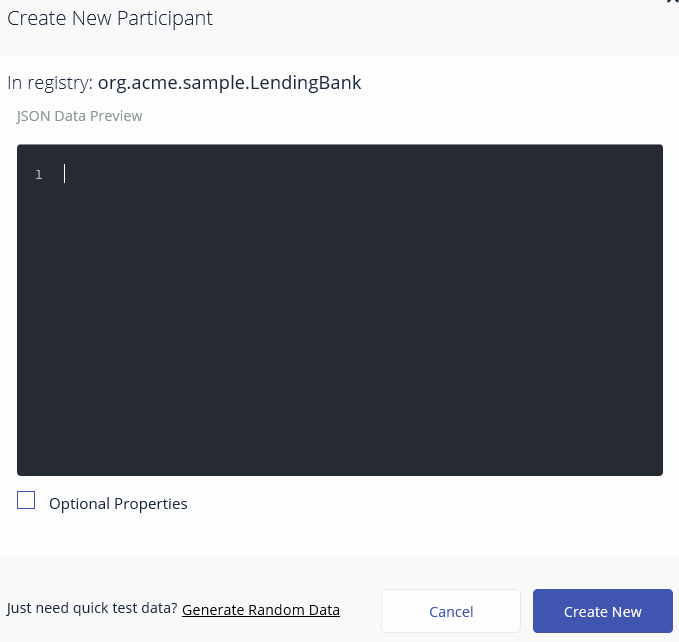 Create New Participant
In registry: org.acme.sample.LendingBank
JSON Data Preview
1
Optional Properties
Just need quick test data? Generate Random Data
Cancel
Create New